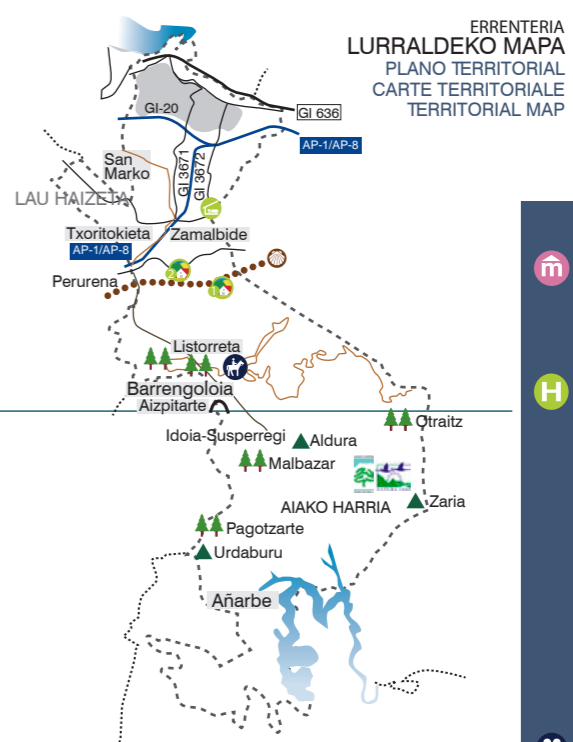 ERRENTERIA
LURRALDEKO MAPA
PLANO TERRITORIAL
CARTE TERRITORIALE
TERRITORIAL MAP
GI-20
GI 636
AP-1/AP-8
San
Marko
GI 3671
GI 3672
LAU HAIZETA
Txoritokieta
Zamalbide
AP-1/AP-8
Perurena
2
1
Listorreta
Barrengoloia
Aizpitarte
Otraitz
Idoia-Susperregi
Aldura
Malbazar
AIAKO HARRIA
Zaria
Pagotzarte
Urdaburu
Añarbe
H